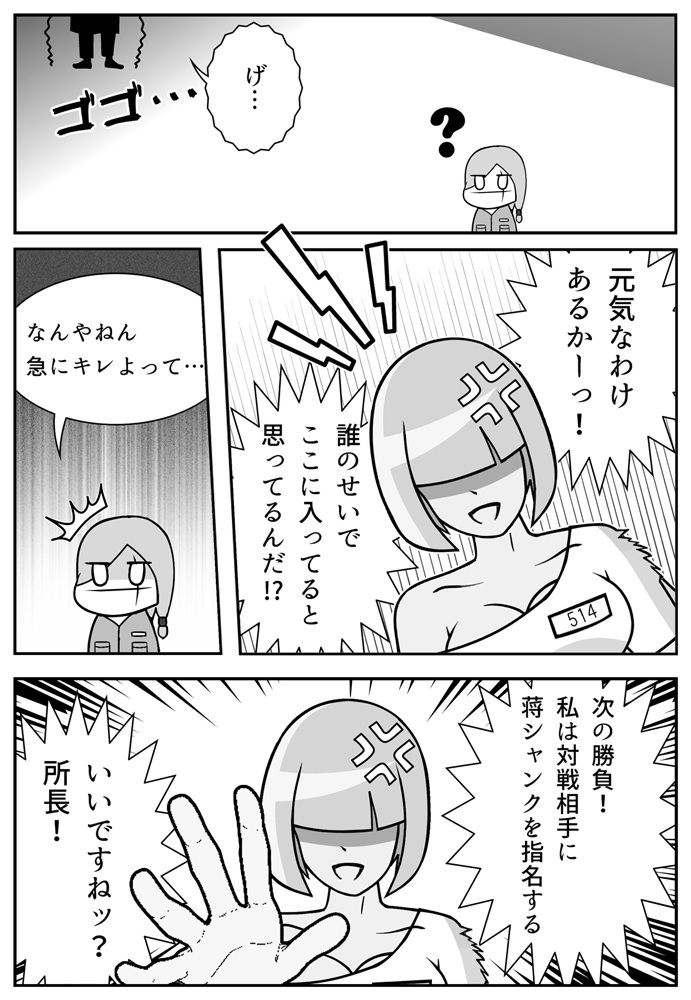 げ…
ゴゴ…
?
元気なわけ
あるかーっ！
誰のせいで
ここに入ってると
思ってるんだ!?
514
なんやねん
急にキレよって…
次の勝負！
私は対戦相手に
蒋シャンクを指名する
いいですねッ？
所長！